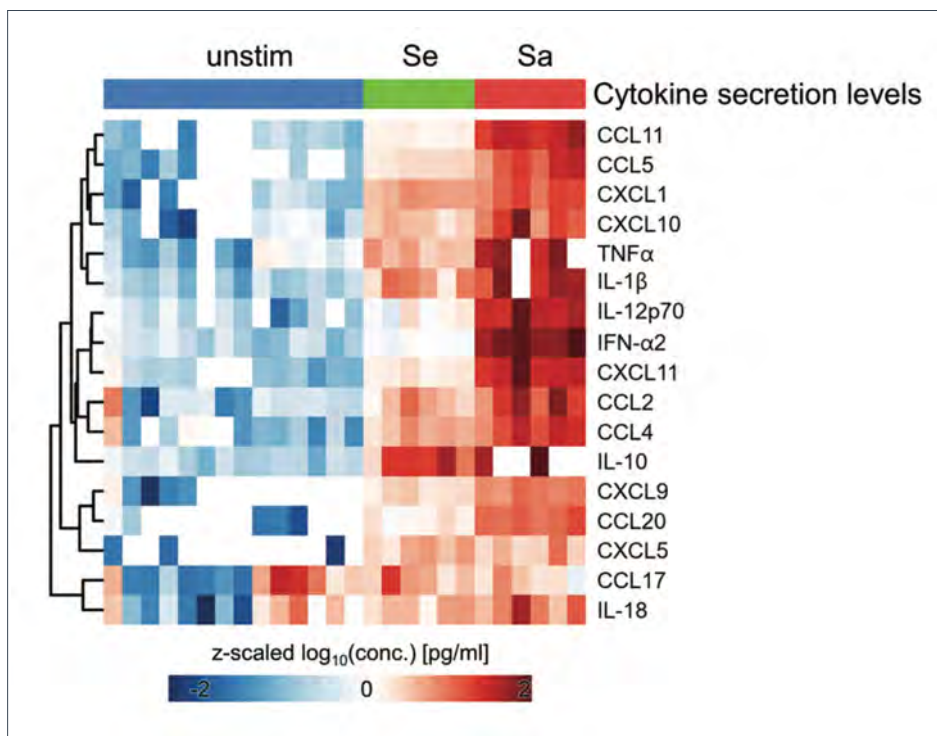 unstim Se Sa
Cytokine secretion levels
CCL11
CCL5
CXCL1
CXCL10
TNFα
IL-1β
IL-12p70
IFN-α2
CXCL11
CCL2
CCL4
IL-10
CXCL9
CCL20
CXCL5
CCL17
IL-18
z-scaled log₁₀(conc.) [pg/ml]
-2 0 2